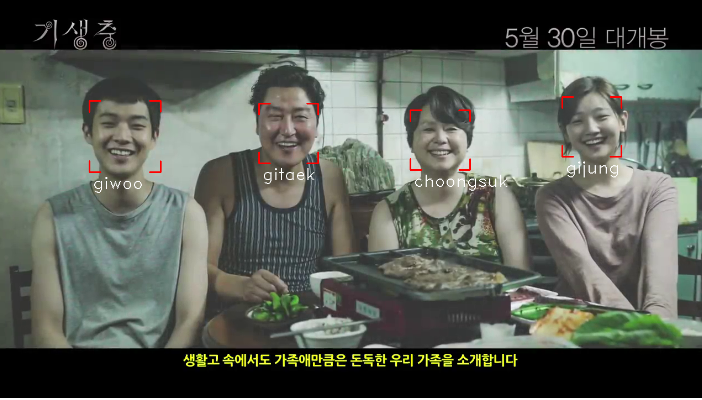 기생충
5월 30일 대개봉
giwoo
gitaek
choongsuk
gijung
생활고 속에서도 가족애만큼은 돈독한 우리 가족을 소개합니다